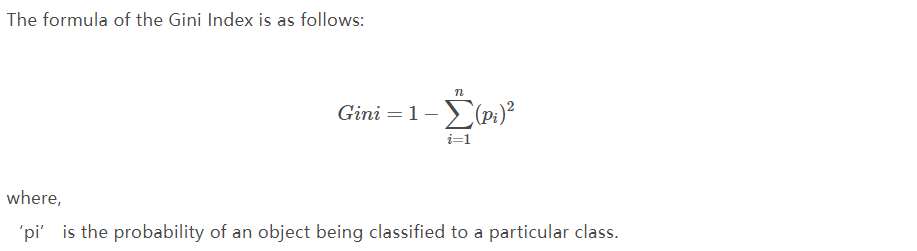 The formula of the Gini Index is as follows:
Gini = 1 − ∑_{i=1}^{n} (p_i)^2
where,
'pi' is the probability of an object being classified to a particular class.